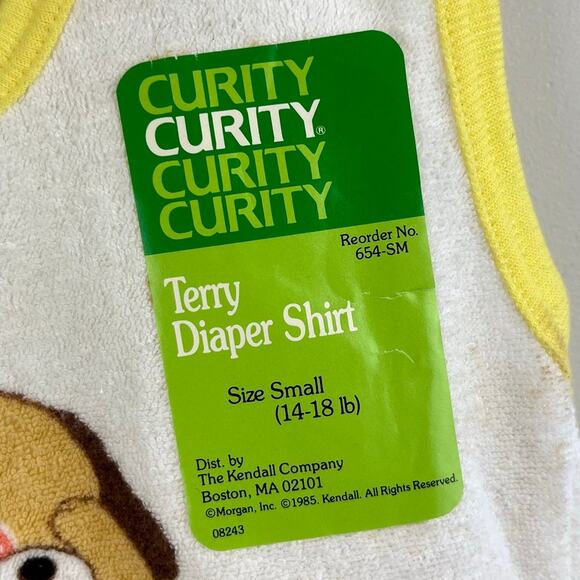 CURITY
CURITY®
CURITY
CURITY
Reorder No.
654-SM
Terry
Diaper Shirt
Size Small
(14-18 lb)
Dist. by
The Kendall Company
Boston, MA 02101
©Morgan, Inc. ©1985. Kendall. All Rights Reserved.
08243